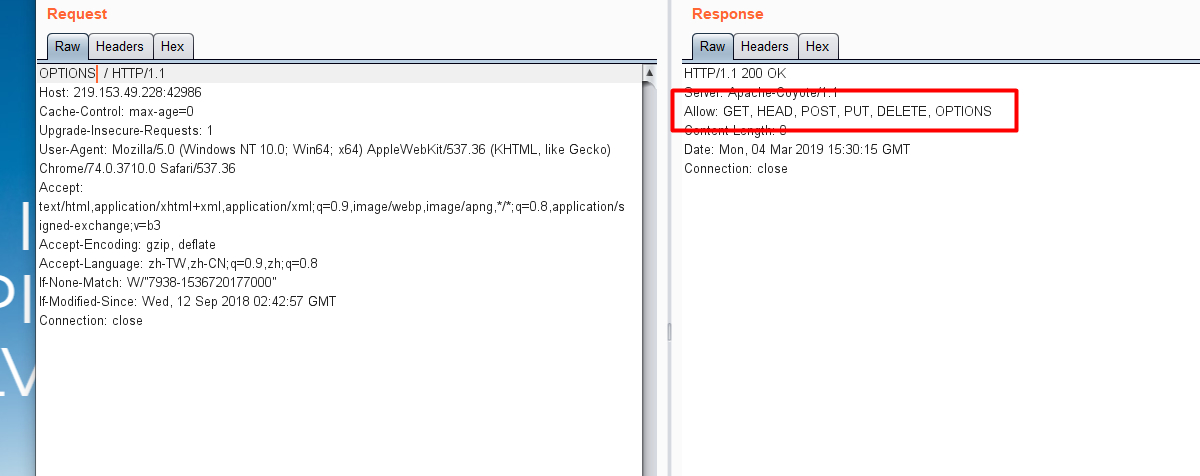 Request
Raw Headers Hex
OPTIONS / HTTP/1.1
Host: 219.153.49.228:42986
Cache-Control: max-age=0
Upgrade-Insecure-Requests: 1
User-Agent: Mozilla/5.0 (Windows NT 10.0; Win64; x64) AppleWebKit/537.36 (KHTML, like Gecko)
Chrome/74.0.3710.0 Safari/537.36
Accept:
text/html,application/xhtml+xml,application/xml;q=0.9,image/webp,image/apng,*/*;q=0.8,application/s
igned-exchange;v=b3
Accept-Encoding: gzip, deflate
Accept-Language: zh-TW,zh-CN;q=0.9,zh;q=0.8
If-None-Match: W/"7938-1536720177000"
If-Modified-Since: Wed, 12 Sep 2018 02:42:57 GMT
Connection: close
Response
Raw Headers Hex
HTTP/1.1 200 OK
Server: Apache-Coyote/1.1
Allow: GET, HEAD, POST, PUT, DELETE, OPTIONS
Content-Length: 0
Date: Mon, 04 Mar 2019 15:30:15 GMT
Connection: close